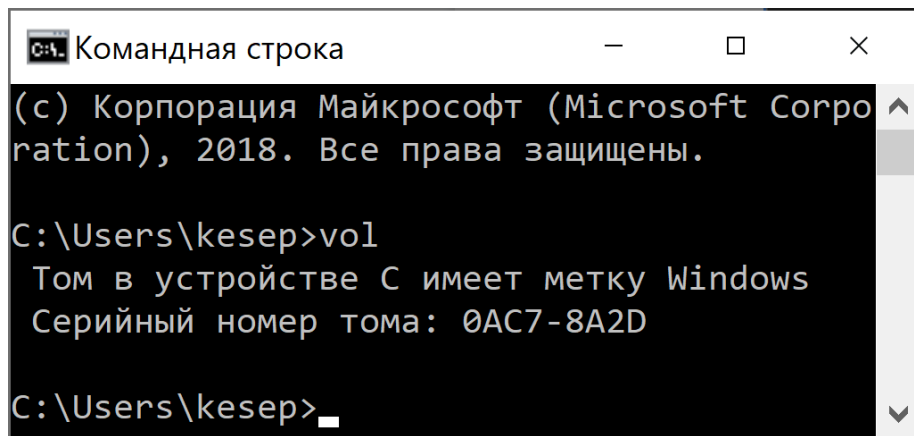 Командная строка
(c) Корпорация Майкрософт (Microsoft Corpo
ration), 2018. Все права защищены.
C:\Users\kesep>vol
Том в устройстве C имеет метку Windows
Серийный номер тома: 0AC7-8A2D
C:\Users\kesep>